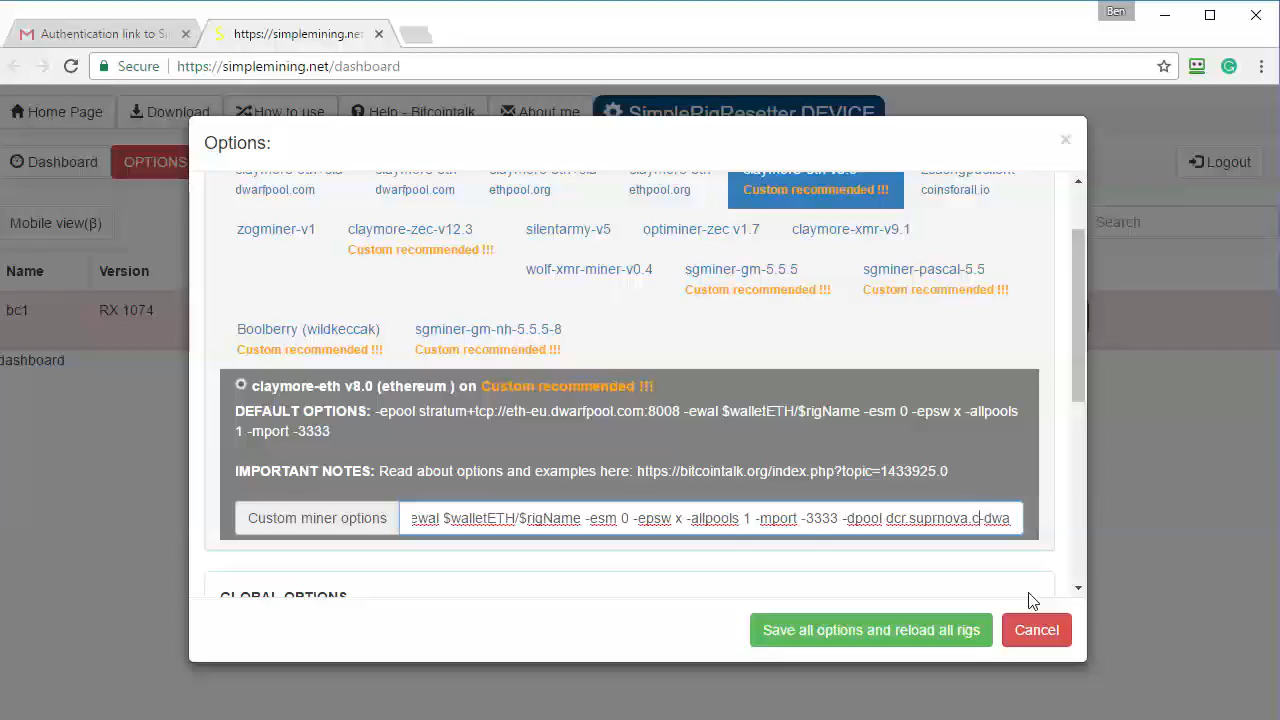 Ben
Authentication link to Si
https://simplemining.ne
Secure
https://simplemining.net/dashboard
Home Page
Download
How to use
Help - Bitcointalk
About me
SimpleRigResetter DEVICE
Dashboard
OPTIONS
Logout
Mobile view(β)
Search
Name
Version
bc1
RX 1074
dashboard
Options:
dwarfpool.com
dwarfpool.com
ethpool.org
ethpool.org
Custom recommended !!!
coinsforall.io
zogminer-v1
claymore-zec-v12.3
silentarmy-v5
optiminer-zec v1.7
claymore-xmr-v9.1
Custom recommended !!!
wolf-xmr-miner-v0.4
sgminer-gm-5.5.5
sgminer-pascal-5.5
Custom recommended !!!
Custom recommended !!!
Boolberry (wildkeccak)
sgminer-gm-nh-5.5.5-8
Custom recommended !!!
Custom recommended !!!
claymore-eth v8.0 (ethereum ) on Custom recommended !!!
DEFAULT OPTIONS: -epool stratum+tcp://eth-eu.dwarfpool.com:8008 -ewal $walletETH/$rigName -esm 0 -epsw x -allpools
1 -mport -3333
IMPORTANT NOTES: Read about options and examples here: https://bitcointalk.org/index.php?topic=1433925.0
Custom miner options
ewal $walletETH/$rigName -esm 0 -epsw x -allpools 1 -mport -3333 -dpool dcr.suprnova.c-dwa
GLOBAL OPTIONS
Save all options and reload all rigs
Cancel